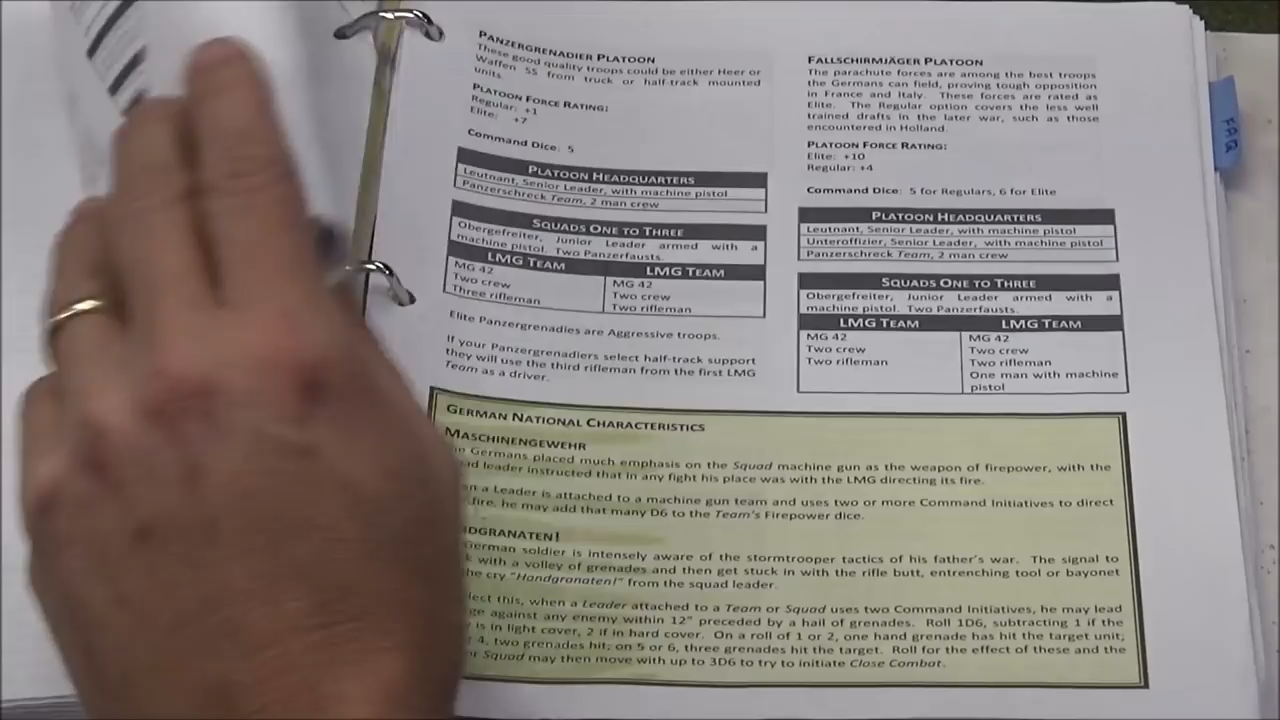 PANZERGRENADIER PLATOON
These good quality troops could be either Heer or
Waffen SS from truck or half-track mounted
units.
PLATOON FORCE RATING:
Regular: +1
Elite: +7
Command Dice: 5
PLATOON HEADQUARTERS
Leutnant, Senior Leader, with machine pistol
Panzerschreck Team, 2 man crew
SQUADS ONE TO THREE
Obergefreiter, Junior Leader armed with a
machine pistol. Two Panzerfausts.
LMG TEAM
MG 42
Two crew
Three rifleman
LMG TEAM
MG 42
Two crew
Two rifleman
Elite Panzergrenadies are Aggressive troops.
If your Panzergrenadiers select half-track support
they will use the third rifleman from the first LMG
Team as a driver.
FALLSCHIRMJÄGER PLATOON
The parachute forces are among the best troops
the Germans can field, proving tough opposition
in France and Italy. These forces are rated as
Elite. The Regular option covers the less well
trained drafts in the later war, such as those
encountered in Holland.
PLATOON FORCE RATING:
Elite: +10
Regular: +4
Command Dice: 5 for Regulars, 6 for Elite
PLATOON HEADQUARTERS
Leutnant, Senior Leader, with machine pistol
Unteroffizier, Senior Leader, with machine pistol
Panzerschreck Team, 2 man crew
SQUADS ONE TO THREE
Obergefreiter, Junior Leader armed with a
machine pistol. Two Panzerfausts.
LMG TEAM
MG 42
Two crew
Two rifleman
LMG TEAM
MG 42
Two crew
Two rifleman
One man with machine
pistol
GERMAN NATIONAL CHARACTERISTICS
MASCHINENGEWEHR
Germans placed much emphasis on the Squad machine gun as the weapon of firepower, with the
leader instructed that in any fight his place was with the LMG directing its fire.
a Leader is attached to a machine gun team and uses two or more Command Initiatives to direct
fire, he may add that many D6 to the Team's Firepower dice.
NDGRANATEN!
German soldier is intensely aware of the stormtrooper tactics of his father's war. The signal to
with a volley of grenades and then get stuck in with the rifle butt, entrenching tool or bayonet
cry "Handgranaten!" from the squad leader.
this, when a Leader attached to a Team or Squad uses two Command Initiatives, he may lead
against any enemy within 12" preceded by a hail of grenades. Roll 1D6, subtracting 1 if the
is in light cover, 2 if in hard cover. On a roll of 1 or 2, one hand grenade has hit the target unit;
4, two grenades hit; on 5 or 6, three grenades hit the target. Roll for the effect of these and the
Squad may then move with up to 3D6 to try to initiate Close Combat.
FAQ